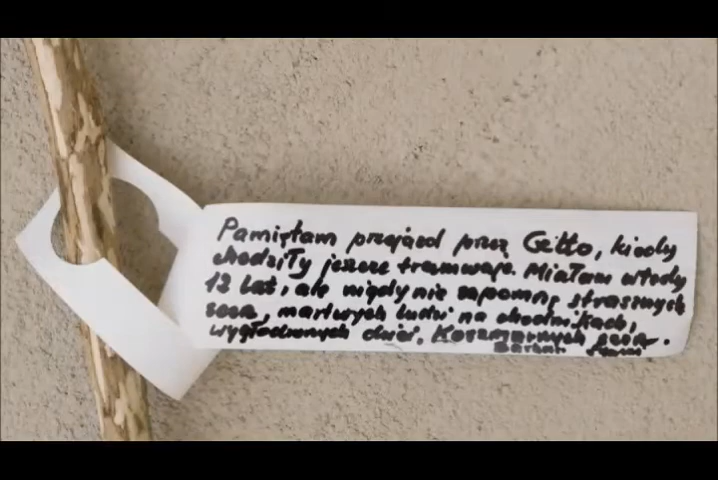 Pamiętam przejazd przez Getto, kiedy
chodziły jeszcze tramwaje. Miałam wtedy
12 lat, ale nigdy nie zapomnę strasznych
scen, martwych ludzi na chodnikach,
wygłodzonych dzieci. Koszmarnych scen.